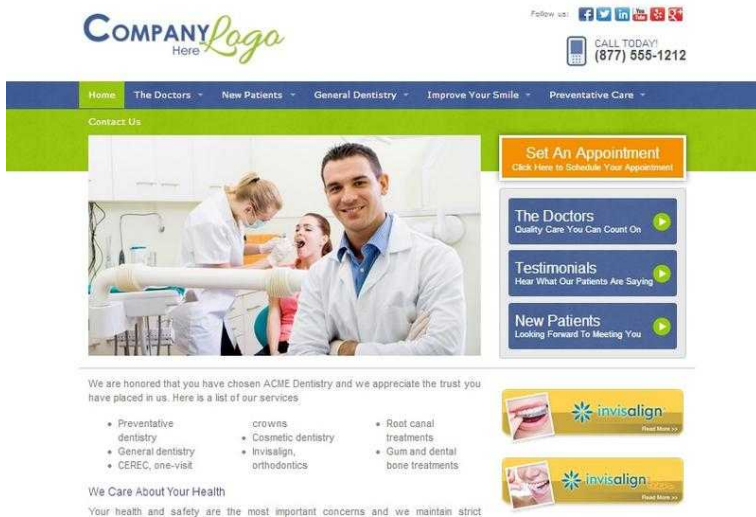 COMPANY Logo
Here
Follow us:
CALL TODAY!
(877) 555-1212
Home The Doctors New Patients General Dentistry Improve Your Smile Preventative Care
Contact Us
Set An Appointment
Click Here to Schedule Your Appointment
The Doctors
Quality Care You Can Count On
Testimonials
Hear What Our Patients Are Saying
New Patients
Looking Forward To Meeting You
We are honored that you have chosen ACME Dentistry and we appreciate the trust you
have placed in us. Here is a list of our services
Preventative
dentistry
General dentistry
CEREC, one-visit
crowns
Cosmetic dentistry
Invisalign,
orthodontics
Root canal
treatments
Gum and dental
bone treatments
invisalign
Read More >>
invisalign
Read More >>
We Care About Your Health
Your health and safety are the most important concerns and we maintain strict